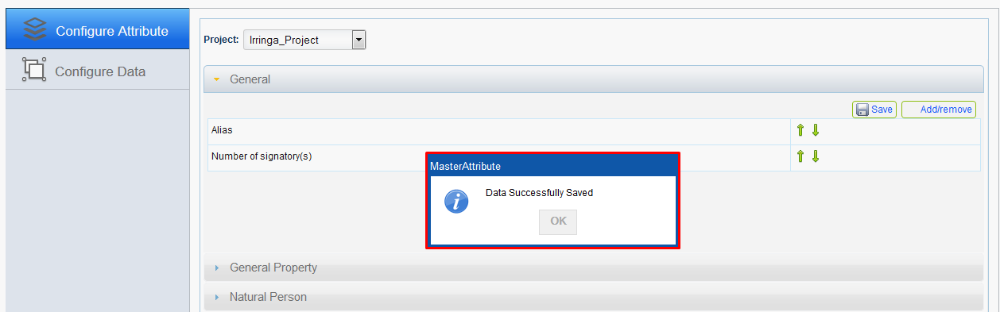 Configure Attribute
Configure Data
Project: Irringa_Project
General
Save Add/remove
Alias
Number of signatory(s)
MasterAttribute
Data Successfully Saved
OK
General Property
Natural Person